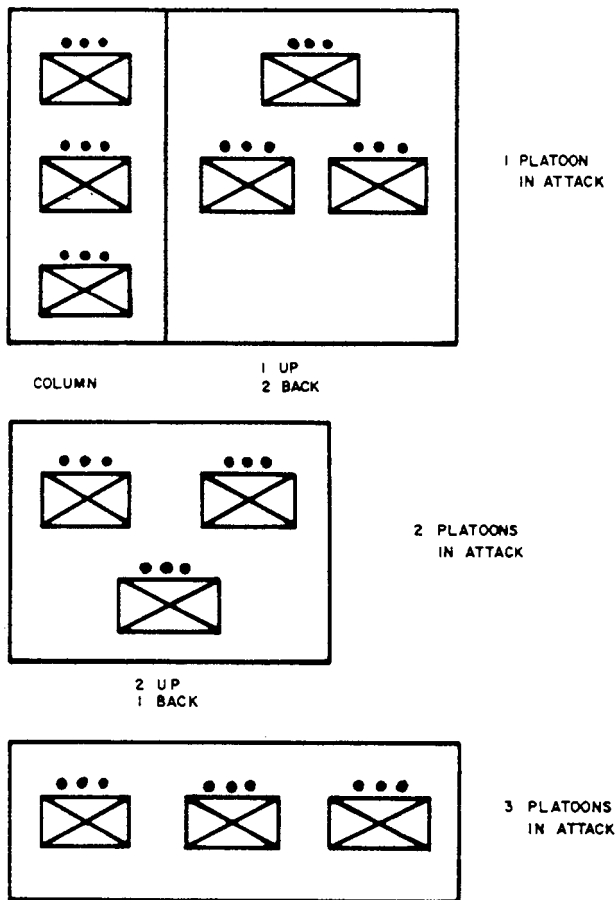 1 PLATOON
IN ATTACK
COLUMN
1 UP
2 BACK
2 PLATOONS
IN ATTACK
2 UP
1 BACK
3 PLATOONS
IN ATTACK